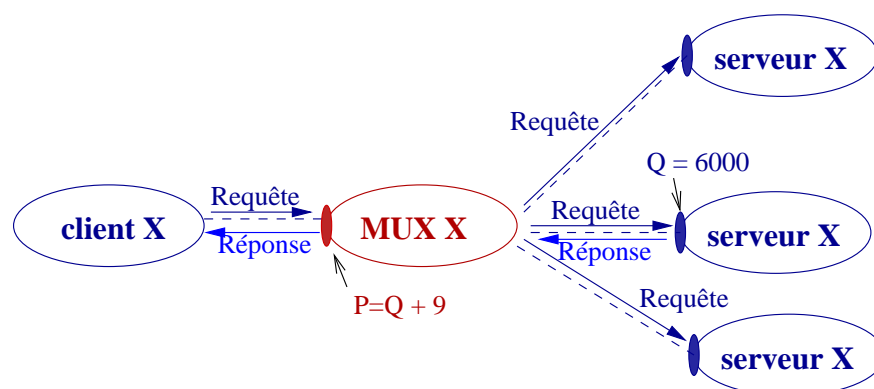 serveur X
Requête
Q = 6000
Requête
Requête
client X
MUX X
serveur X
Réponse
Réponse
Requête
P=Q + 9
serveur X